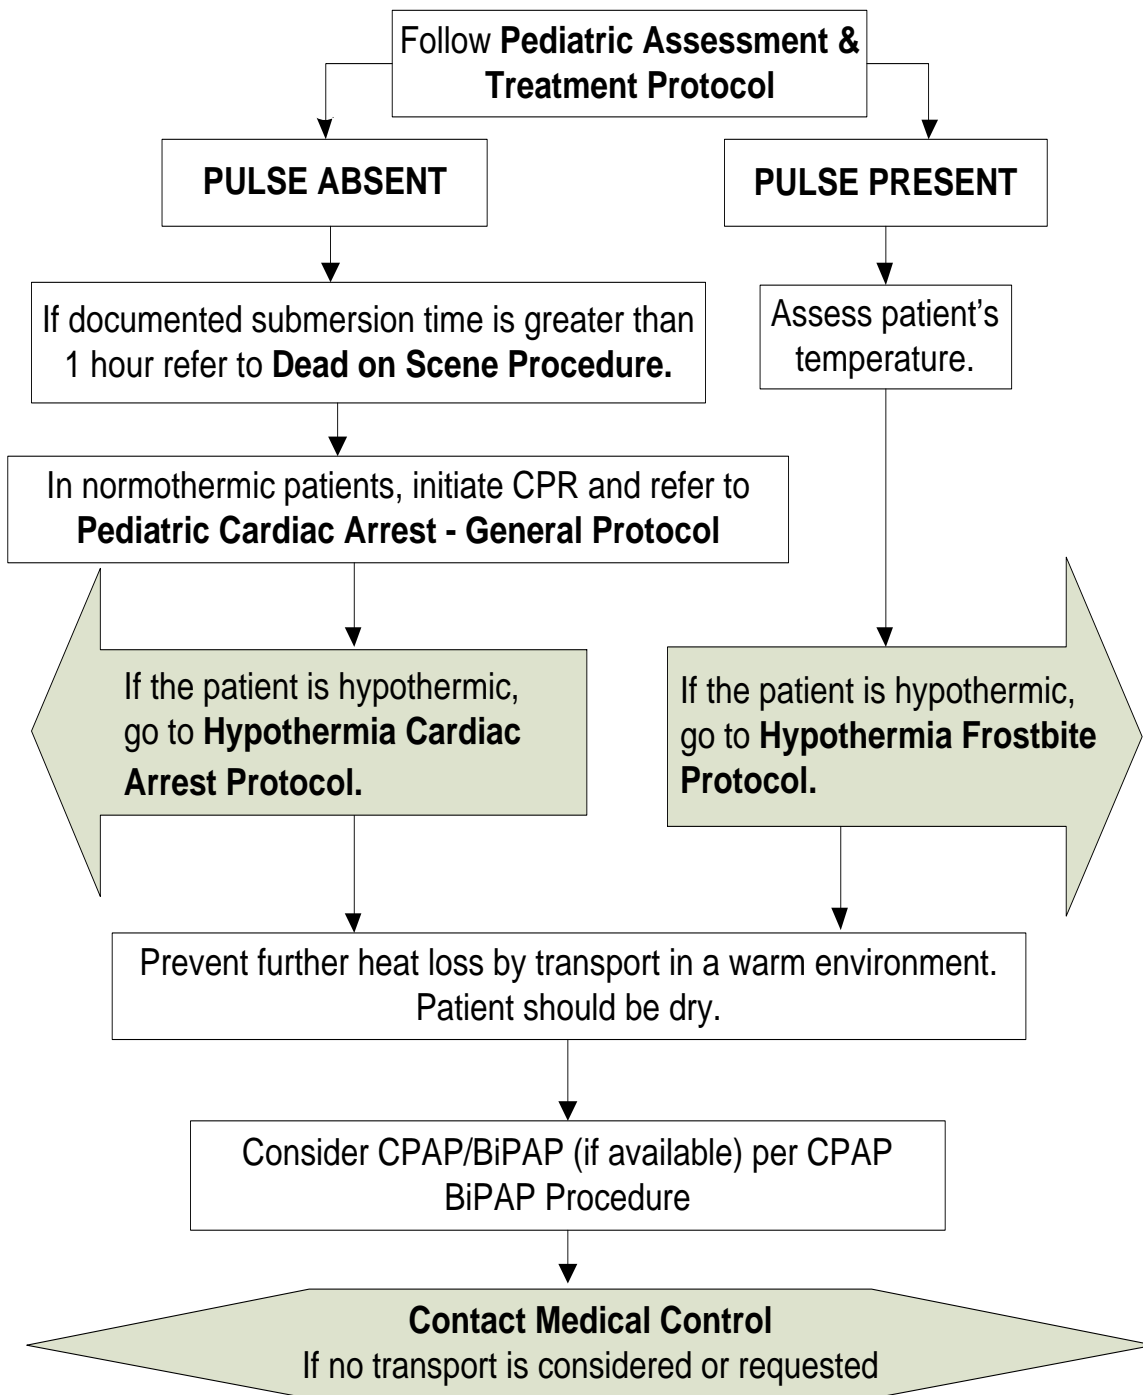 Follow Pediatric Assessment &
Treatment Protocol
PULSE ABSENT
PULSE PRESENT
If documented submersion time is greater than
1 hour refer to Dead on Scene Procedure.
Assess patient’s
temperature.
In normothermic patients, initiate CPR and refer to
Pediatric Cardiac Arrest - General Protocol
If the patient is hypothermic,
go to Hypothermia Cardiac
Arrest Protocol.
If the patient is hypothermic,
go to Hypothermia Frostbite
Protocol.
Prevent further heat loss by transport in a warm environment.
Patient should be dry.
Consider CPAP/BiPAP (if available) per CPAP
BiPAP Procedure
Contact Medical Control
If no transport is considered or requested